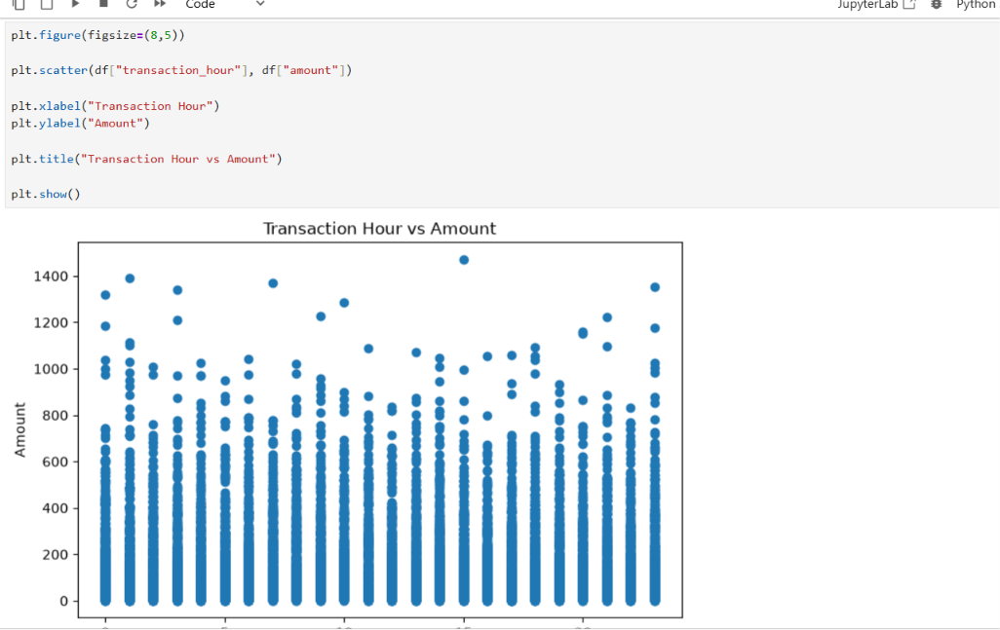 Code
JupyterLab
Python
plt.figure(figsize=(8,5))
plt.scatter(df["transaction_hour"], df["amount"])
plt.xlabel("Transaction Hour")
plt.ylabel("Amount")
plt.title("Transaction Hour vs Amount")
plt.show()
Transaction Hour vs Amount
1400
1200
1000
800
600
400
200
0
Amount